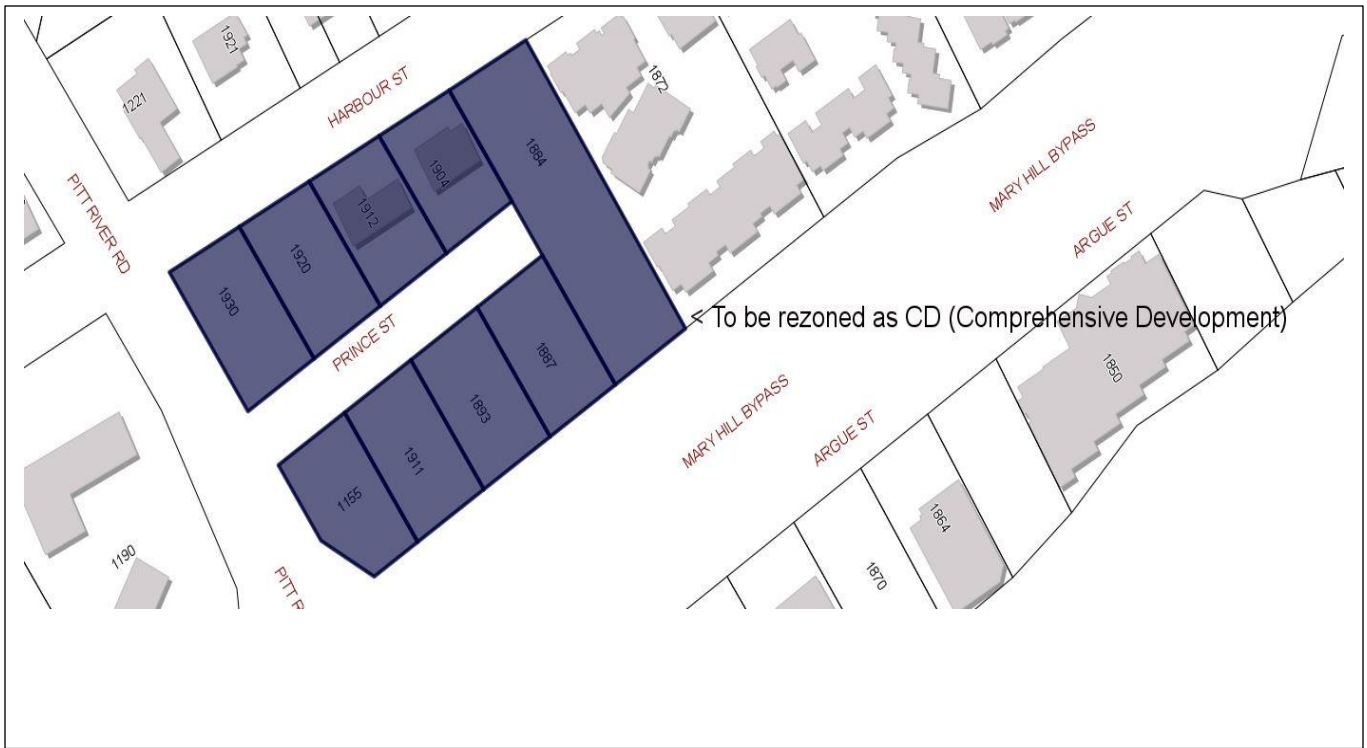 1921
1221
HARBOUR ST
1872
1884
1904
1912
1920
1930
PITT RIVER RD
MARY HILL BYPASS
ARGUE ST
PRINCE ST
< To be rezoned as CD (Comprehensive Development)
1887
1893
1911
1155
1850
MARY HILL BYPASS
ARGUE ST
1864
1870
1190
PITT R